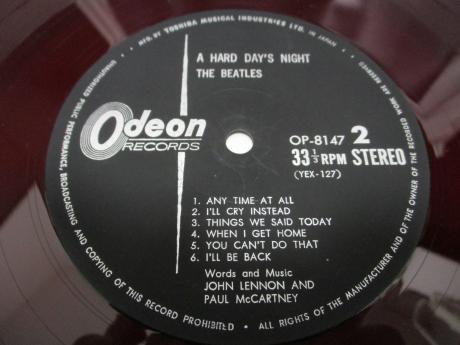 MFG. BY TOSHIBA MUSICAL INDUSTRIES LTD. IN JAPAN •
A HARD DAY'S NIGHT
THE BEATLES
Odeon
RECORDS
OP-8147 2
33 1/3 RPM STEREO
(YEX-127)
1. ANY TIME AT ALL
2. I'LL CRY INSTEAD
3. THINGS WE SAID TODAY
4. WHEN I GET HOME
5. YOU CAN'T DO THAT
6. I'LL BE BACK
Words and Music
JOHN LENNON AND
PAUL McCARTNEY
ALL RIGHTS OF THE MANUFACTURER AND OF THE OWNER OF THE RECORDED WORK ARE RESERVED
UNAUTHORIZED PUBLIC PERFORMANCE, BROADCASTING AND COPYING OF THIS RECORD PROHIBITED •